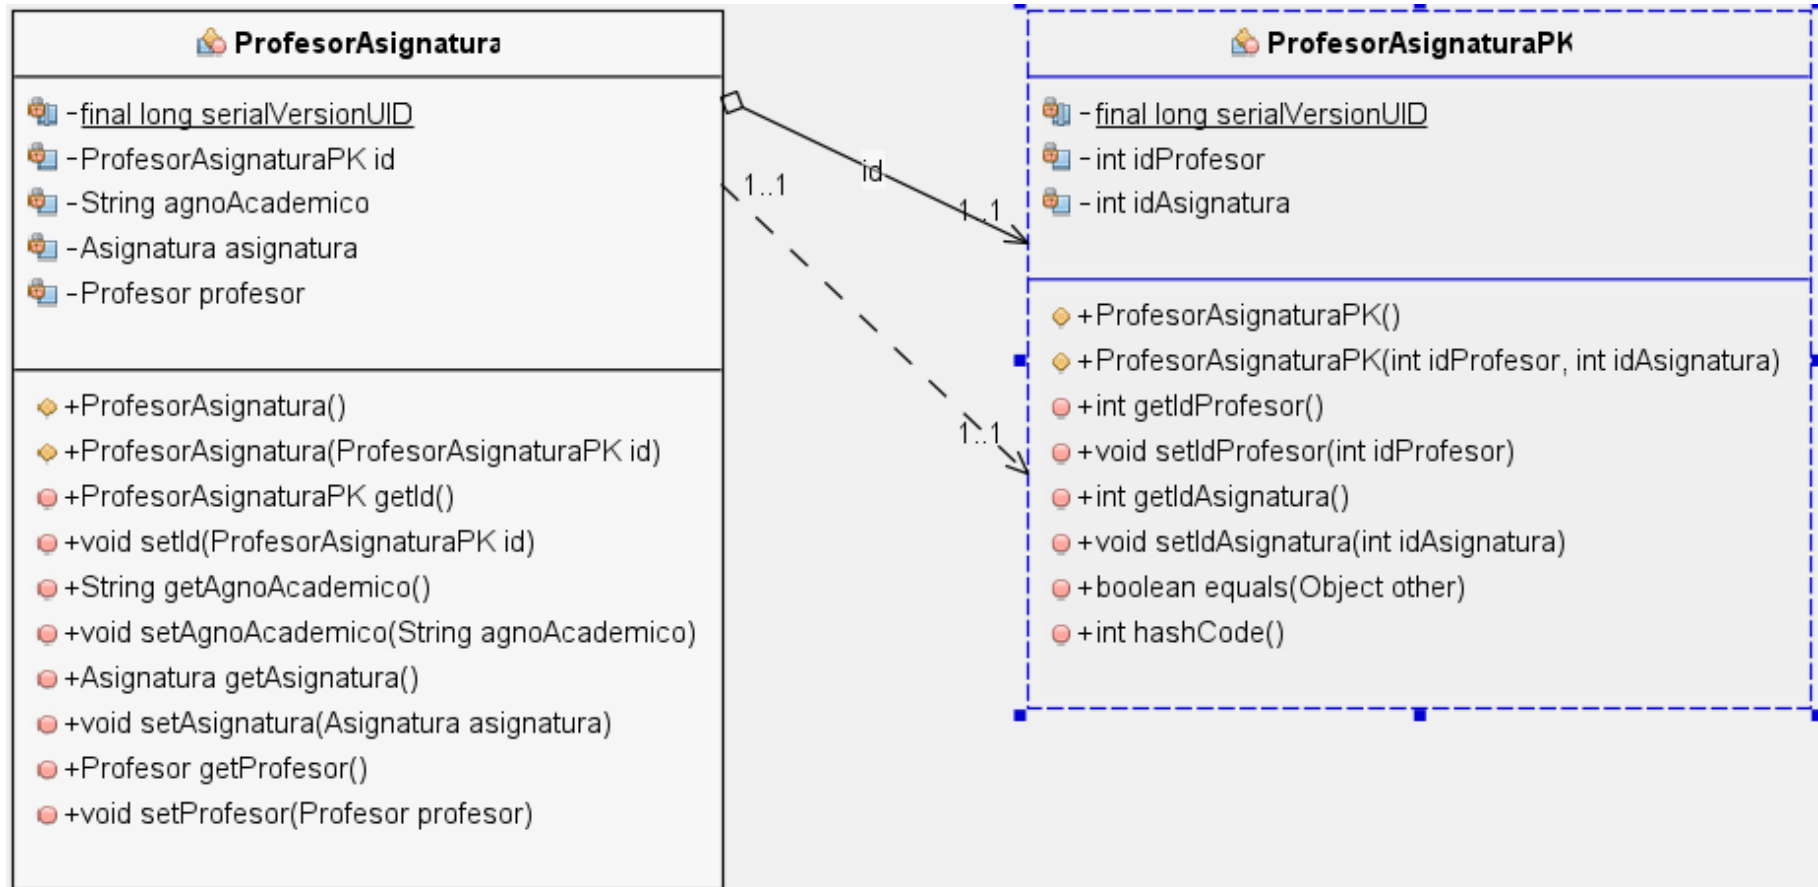 ProfesorAsignatura
-final long serialVersionUID
-ProfesorAsignaturaPK id
-String agnoAcademico
-Asignatura asignatura
-Profesor profesor
+ProfesorAsignatura()
+ProfesorAsignatura(ProfesorAsignaturaPK id)
+ProfesorAsignaturaPK getId()
+void setId(ProfesorAsignaturaPK id)
+String getAgnoAcademico()
+void setAgnoAcademico(String agnoAcademico)
+Asignatura getAsignatura()
+void setAsignatura(Asignatura asignatura)
+Profesor getProfesor()
+void setProfesor(Profesor profesor)
id
1..1
1..1
1..1
ProfesorAsignaturaPK
-final long serialVersionUID
-int idProfesor
-int idAsignatura
+ProfesorAsignaturaPK()
+ProfesorAsignaturaPK(int idProfesor, int idAsignatura)
+int getIdProfesor()
+void setIdProfesor(int idProfesor)
+int getIdAsignatura()
+void setIdAsignatura(int idAsignatura)
+boolean equals(Object other)
+int hashCode()